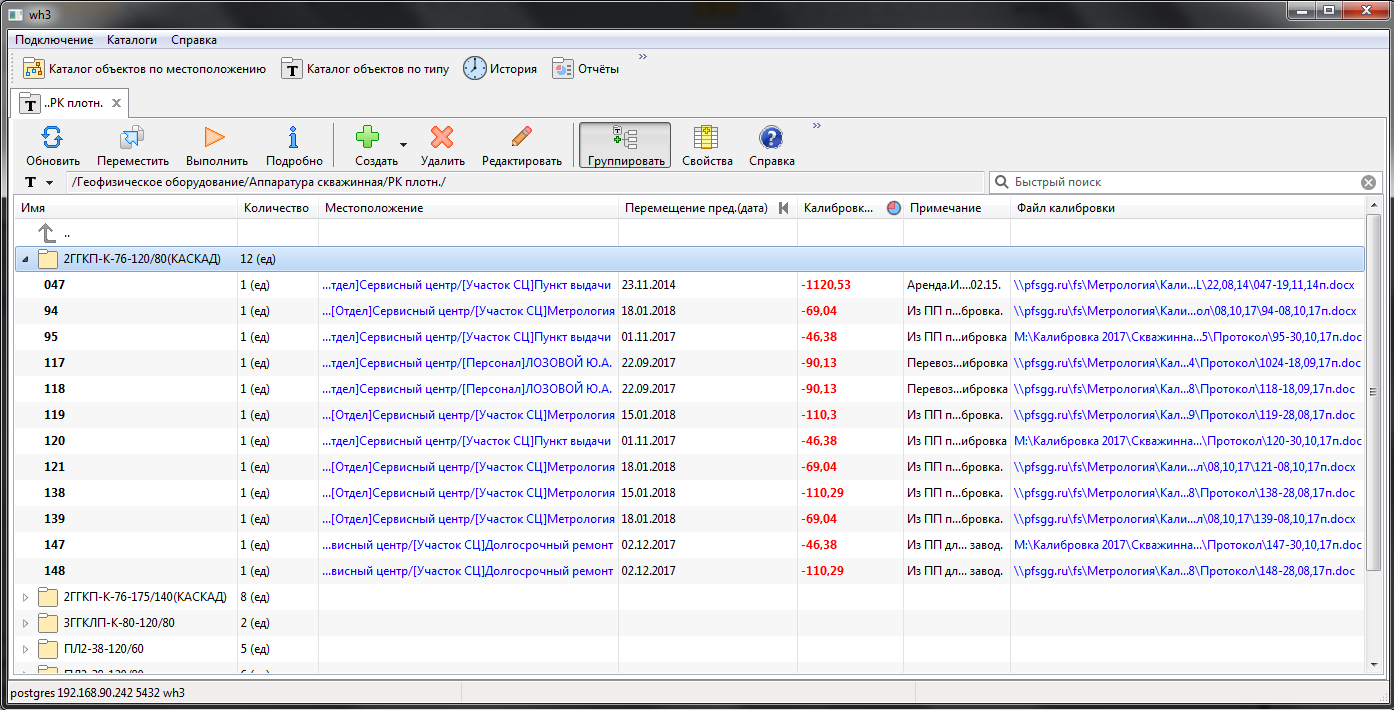 wh3
Подключение Каталоги Справка
Каталог объектов по местоположению T Каталог объектов по типу История Отчёты »
T ..РК плотн.
Обновить Переместить Выполнить Подробно Создать Удалить Редактировать Группировать Свойства Справка »
T /Геофизическое оборудование/Аппаратура скважинная/РК плотн./ Быстрый поиск
Имя Количество Местоположение Перемещение пред.(дата) Калибровк... Примечание Файл калибровки
..
2ГГКП-К-76-120/80(КАСКАД) 12 (ед)
047 1 (ед) ...тдел]Сервисный центр/[Участок СЦ]Пункт выдачи 23.11.2014 -1120,53 Аренда.И....02.15. \\pfsgg.ru\fs\Метрология\Кали...L\22,08,14\047-19,11,14п.docx
94 1 (ед) ...[Отдел]Сервисный центр/[Участок СЦ]Метрология 18.01.2018 -69,04 Из ПП п...бровка. \\pfsgg.ru\fs\Метрология\Кали...ол\08,10,17\94-08,10,17п.docx
95 1 (ед) ...тдел]Сервисный центр/[Участок СЦ]Пункт выдачи 01.11.2017 -46,38 Из ПП п...ибровка M:\Калибровка 2017\Скважинна...5\Протокол\95-30,10,17п.doc
117 1 (ед) ...тдел]Сервисный центр/[Персонал]ЛОЗОВОЙ Ю.А. 22.09.2017 -90,13 Перевоз...ибровка \\pfsgg.ru\fs\Метрология\Кали...4\Протокол\1024-18,09,17п.doc
118 1 (ед) ...тдел]Сервисный центр/[Персонал]ЛОЗОВОЙ Ю.А. 22.09.2017 -90,13 Перевоз...ибровка \\pfsgg.ru\fs\Метрология\Кали...8\Протокол\118-18,09,17п.doc
119 1 (ед) ...[Отдел]Сервисный центр/[Участок СЦ]Метрология 15.01.2018 -110,3 Из ПП п...бровка. \\pfsgg.ru\fs\Метрология\Кали...9\Протокол\119-28,08,17п.doc
120 1 (ед) ...тдел]Сервисный центр/[Участок СЦ]Пункт выдачи 01.11.2017 -46,38 Из ПП п...ибровка M:\Калибровка 2017\Скважинна...\Протокол\120-30,10,17п.doc
121 1 (ед) ...[Отдел]Сервисный центр/[Участок СЦ]Метрология 18.01.2018 -69,04 Из ПП п...бровка. \\pfsgg.ru\fs\Метрология\Кал...л\08,10,17\121-08,10,17п.docx
138 1 (ед) ...[Отдел]Сервисный центр/[Участок СЦ]Метрология 15.01.2018 -110,29 Из ПП п...бровка. \\pfsgg.ru\fs\Метрология\Кал...8\Протокол\138-28,08,17п.doc
139 1 (ед) ...[Отдел]Сервисный центр/[Участок СЦ]Метрология 18.01.2018 -69,04 Из ПП п...бровка. \\pfsgg.ru\fs\Метрология\Кал...л\08,10,17\139-08,10,17п.docx
147 1 (ед) ...висный центр/[Участок СЦ]Долгосрочный ремонт 02.12.2017 -46,38 Из ПП дл... завод. M:\Калибровка 2017\Скважинна...\Протокол\147-30,10,17п.doc
148 1 (ед) ...висный центр/[Участок СЦ]Долгосрочный ремонт 02.12.2017 -110,29 Из ПП дл... завод. \\pfsgg.ru\fs\Метрология\Кал...8\Протокол\148-28,08,17п.doc
2ГГКП-К-76-175/140(КАСКАД) 8 (ед)
3ГГКЛП-К-80-120/80 2 (ед)
ПЛ2-38-120/60 5 (ед)
postgres 192.168.90.242 5432 wh3